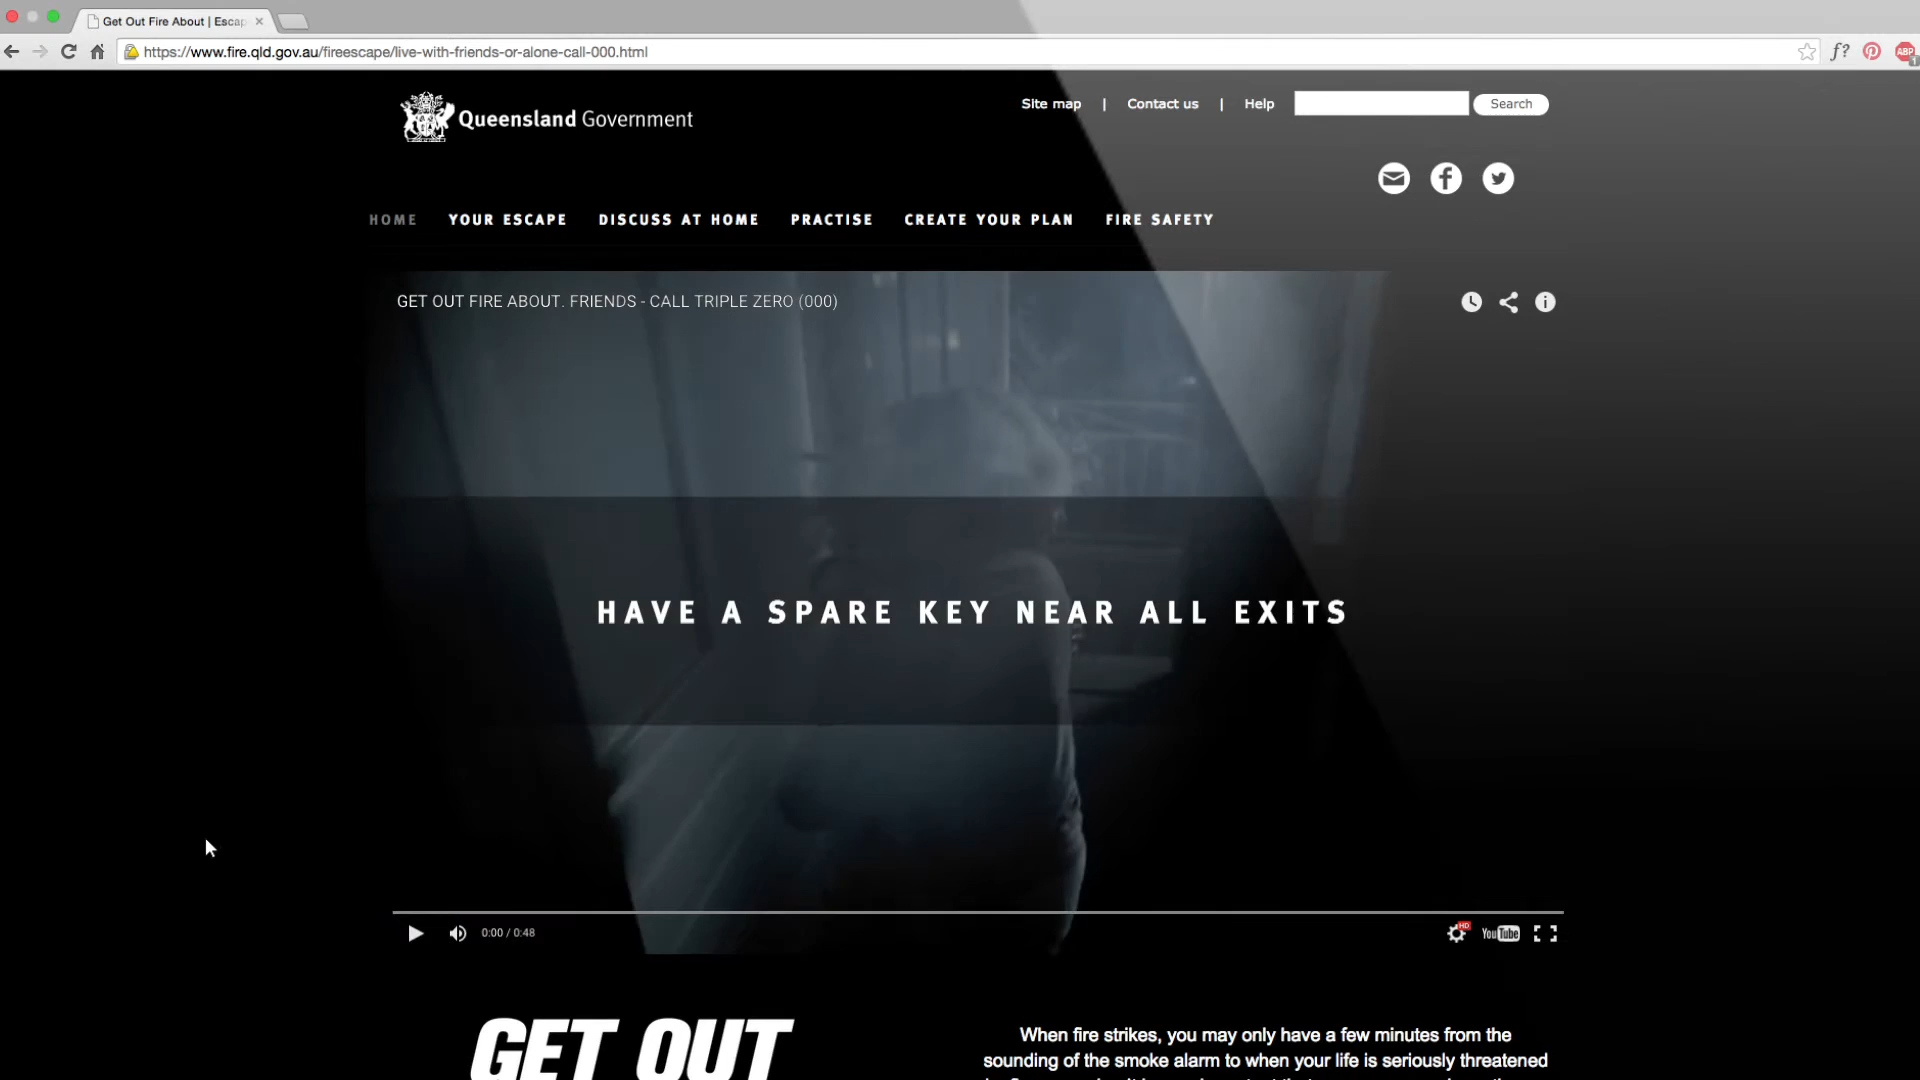 Get Out Fire About | Escap
https://www.fire.qld.gov.au/fireescape/live-with-friends-or-alone-call-000.html
f?
ABP
1
Queensland Government
Site map | Contact us | Help
Search
HOME YOUR ESCAPE DISCUSS AT HOME PRACTISE CREATE YOUR PLAN FIRE SAFETY
GET OUT FIRE ABOUT. FRIENDS - CALL TRIPLE ZERO (000)
HAVE A SPARE KEY NEAR ALL EXITS
0:00 / 0:48
HD
YouTube
GET OUT
When fire strikes, you may only have a few minutes from the
sounding of the smoke alarm to when your life is seriously threatened